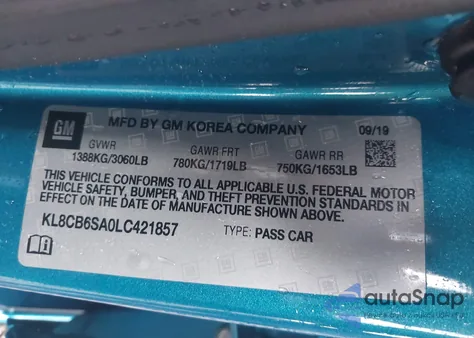 GM
MFD BY GM KOREA COMPANY
09/19
GVWR GAWR FRT GAWR RR
1388KG/3060LB 780KG/1719LB 750KG/1653LB
THIS VEHICLE CONFORMS TO ALL APPLICABLE U.S. FEDERAL MOTOR
VEHICLE SAFETY, BUMPER, AND THEFT PREVENTION STANDARDS IN
EFFECT ON THE DATE OF MANUFACTURE SHOWN ABOVE.
KL8CB6SA0LC421857 TYPE: PASS CAR
autoSnap